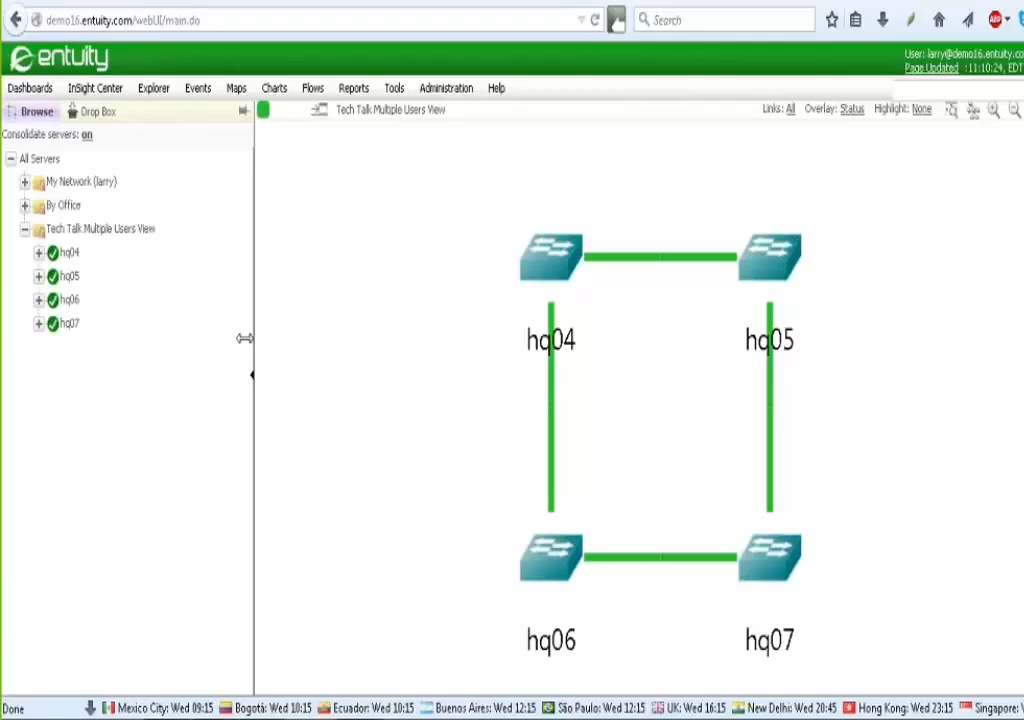 demo16.entuity.com/webUI/main.do
Search
ABP
entuity
User: larry@demo16.entuity.co
Page Updated :11:10:24, EDT
Dashboards InSight Center Explorer Events Maps Charts Flows Reports Tools Administration Help
Browse Drop Box
Tech Talk Multiple Users View
Links: All Overlay: Status Highlight: None
Consolidate servers: on
All Servers
My Network (larry)
By Office
Tech Talk Multiple Users View
hq04
hq05
hq06
hq07
hq04
hq05
hq06
hq07
Done
Mexico City: Wed 09:15 Bogotá: Wed 10:15 Ecuador: Wed 10:15 Buenos Aires: Wed 12:15 São Paulo: Wed 12:15 UK: Wed 16:15 New Delhi: Wed 20:45 Hong Kong: Wed 23:15 Singapore: